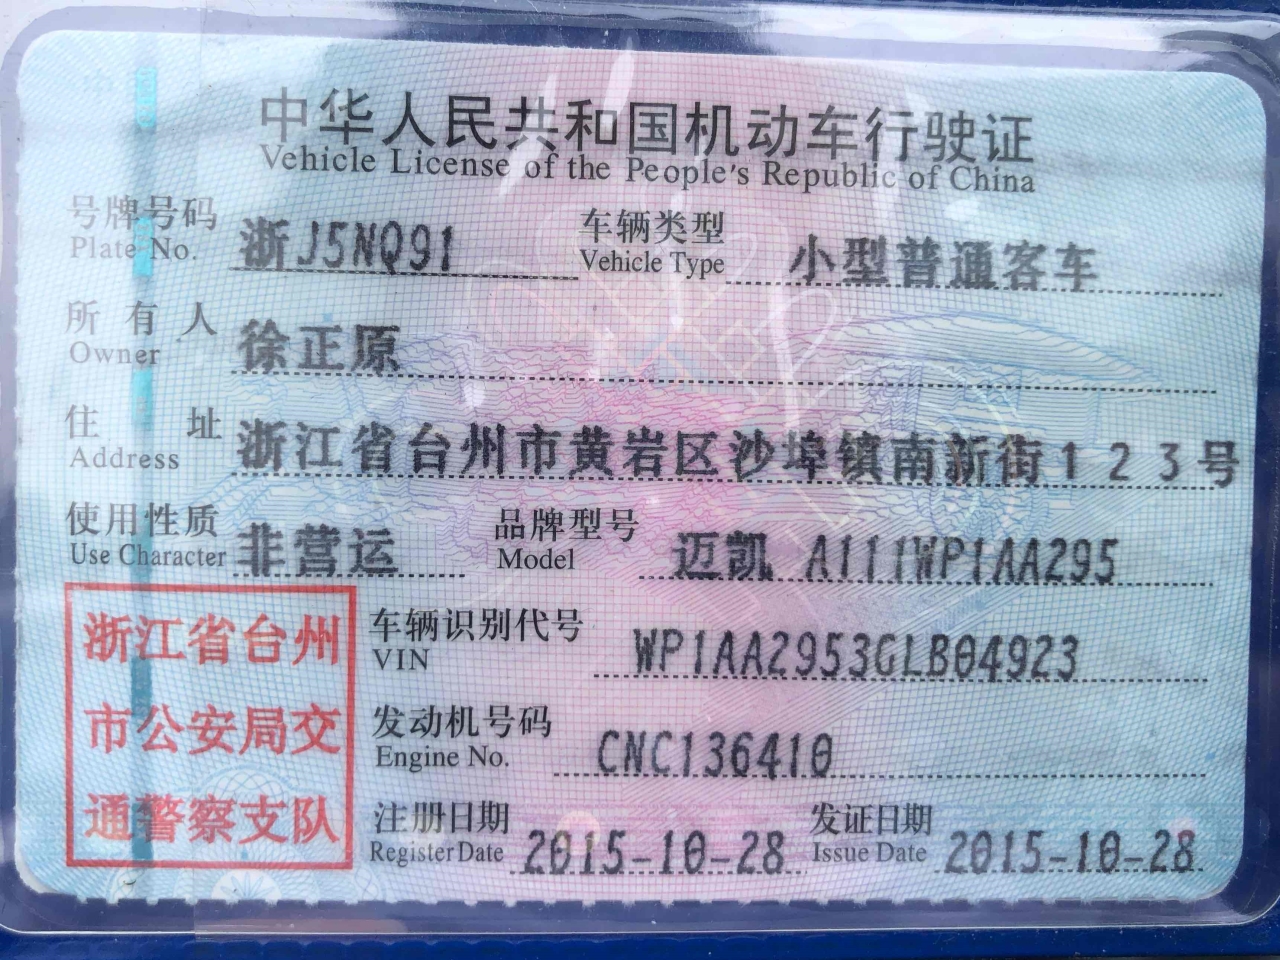 中华人民共和国机动车行驶证
Vehicle License of the People's Republic of China
号牌号码 浙J5NQ91 车辆类型 小型普通客车
Plate No. Vehicle Type
所有人 徐正原
Owner
住址 浙江省台州市黄岩区沙埠镇南新街123号
Address
使用性质 非营运 品牌型号 迈凯 A111WP1AA295
Use Character Model
浙江省台州
市公安局交
通警察支队
车辆识别代号 WP1AA2953GLB04923
VIN
发动机号码 CNC136410
Engine No.
注册日期 2015-10-28 发证日期 2015-10-28
Register Date Issue Date